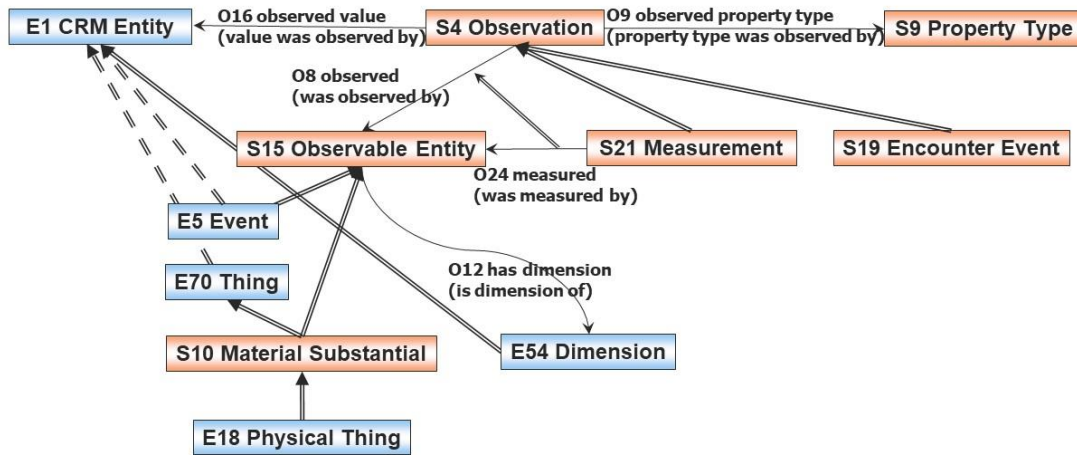 E1 CRM Entity
O16 observed value
(value was observed by)
S4 Observation
O9 observed property type
(property type was observed by)
S9 Property Type
O8 observed
(was observed by)
S15 Observable Entity
S21 Measurement
S19 Encounter Event
O24 measured
(was measured by)
E5 Event
E70 Thing
O12 has dimension
(is dimension of)
S10 Material Substantial
E54 Dimension
E18 Physical Thing